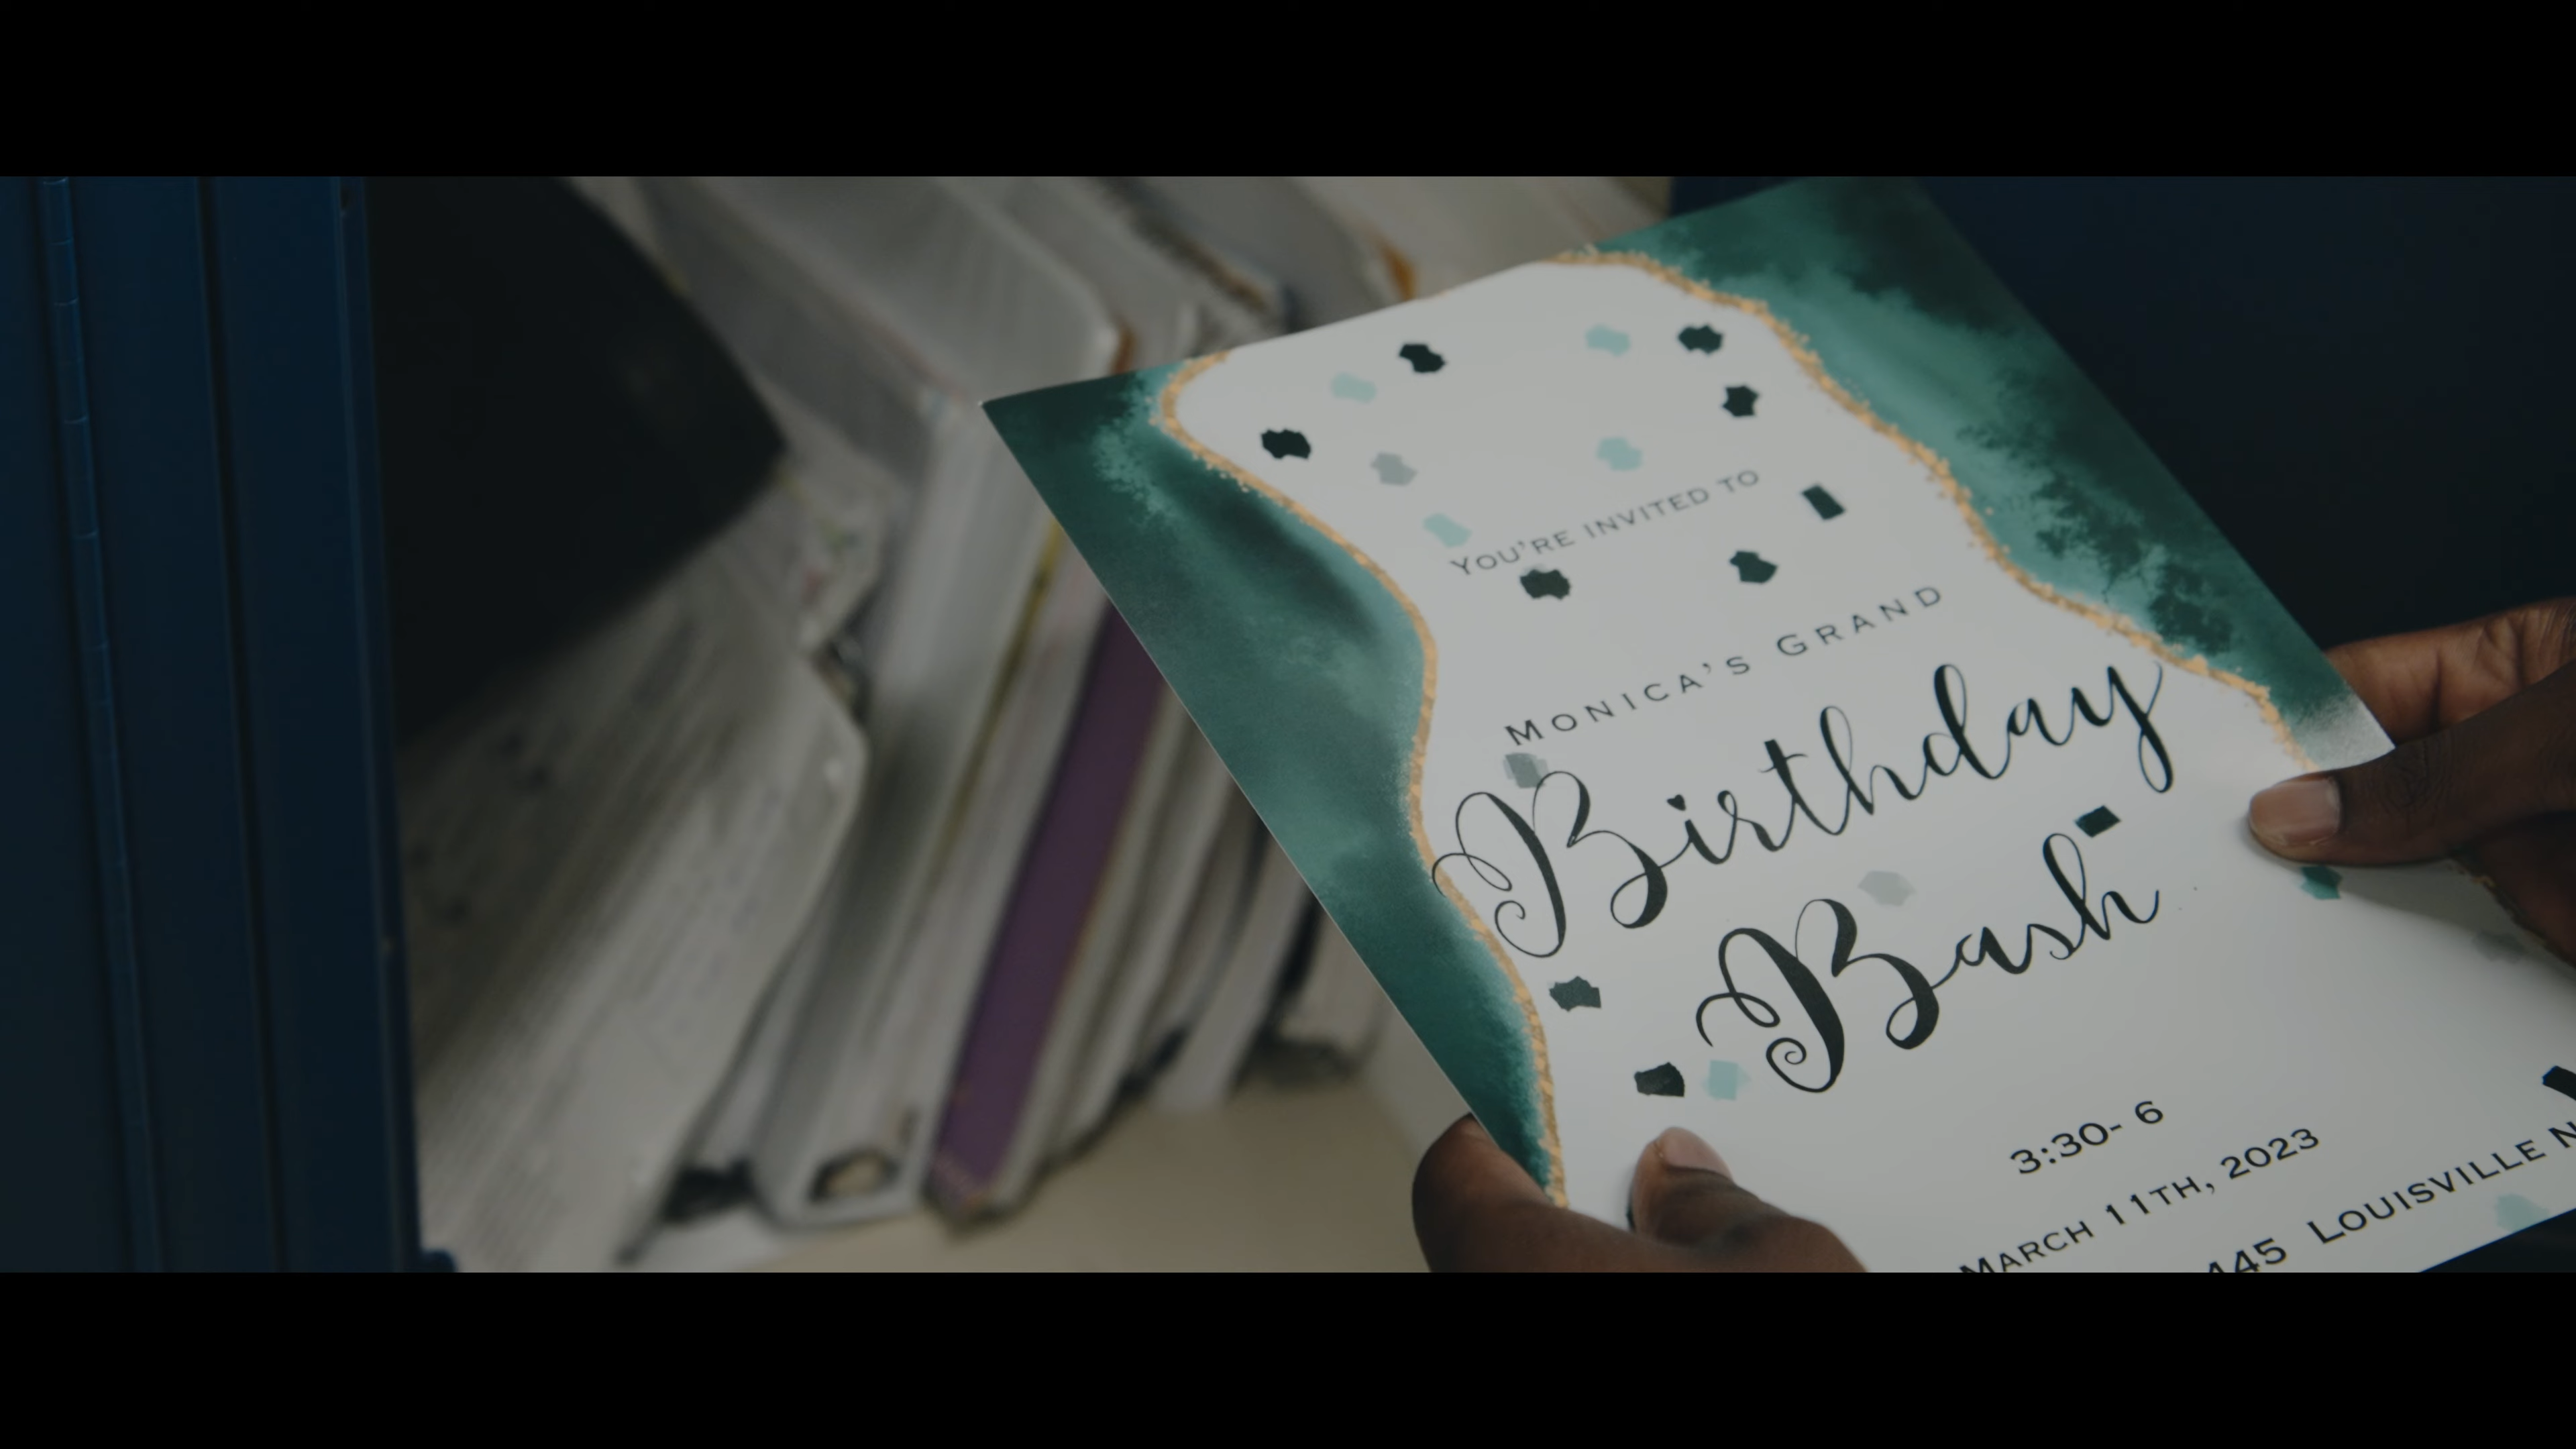 You're invited to
Monica's Grand
Birthday
Bash
3:30- 6
March 11th, 2023
Louisville